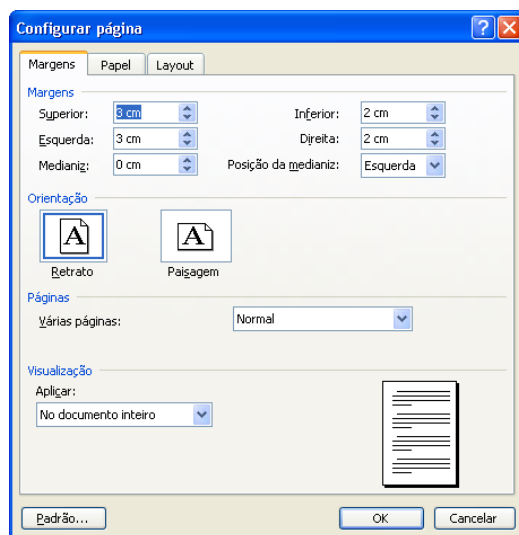 Configurar página
Margens Papel Layout
Margens
Superior: 3 cm Inferior: 2 cm
Esquerda: 3 cm Direita: 2 cm
Medianiz: 0 cm Posição da medianiz: Esquerda
Orientação
A A
Retrato Paisagem
Páginas
Várias páginas: Normal
Visualização
Aplicar:
No documento inteiro
Padrão... OK Cancelar